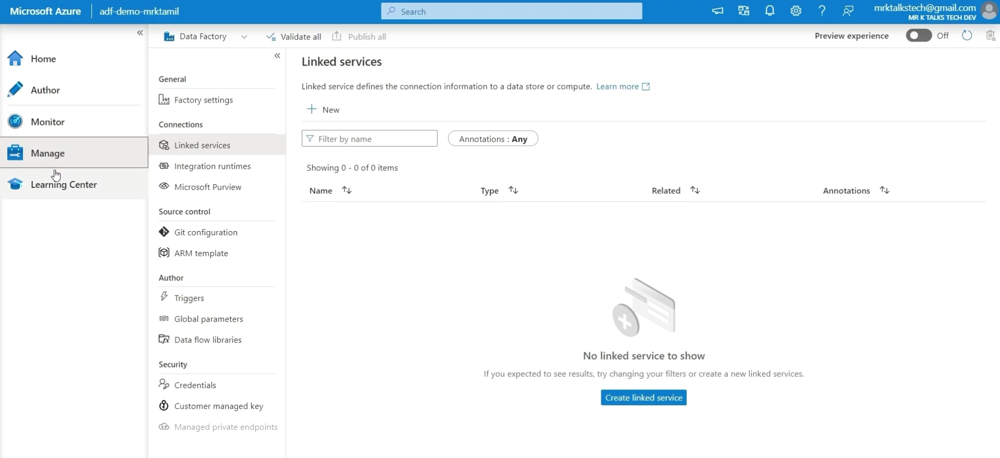 Microsoft Azure
adf-demo-mrktamil
Search
mrktalkstech@gmail.com
MR K TALKS TECH DEV
Home
Author
Monitor
Manage
Learning Center
Data Factory
Validate all
Publish all
Preview experience
Off
General
Factory settings
Connections
Linked services
Integration runtimes
Microsoft Purview
Source control
Git configuration
ARM template
Author
Triggers
Global parameters
Data flow libraries
Security
Credentials
Customer managed key
Managed private endpoints
Linked services
Linked service defines the connection information to a data store or compute. Learn more
New
Filter by name
Annotations : Any
Showing 0 - 0 of 0 items
Name
Type
Related
Annotations
No linked service to show
If you expected to see results, try changing your filters or create a new linked services.
Create linked service